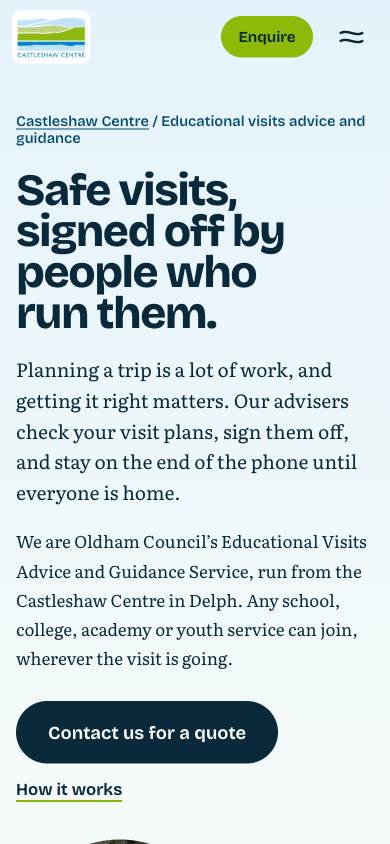 CASTLESHAW CENTRE
Enquire
Castleshaw Centre / Educational visits advice and
guidance
Safe visits,
signed off by
people who
run them.
Planning a trip is a lot of work, and
getting it right matters. Our advisers
check your visit plans, sign them off,
and stay on the end of the phone until
everyone is home.
We are Oldham Council’s Educational Visits
Advice and Guidance Service, run from the
Castleshaw Centre in Delph. Any school,
college, academy or youth service can join,
wherever the visit is going.
Contact us for a quote
How it works